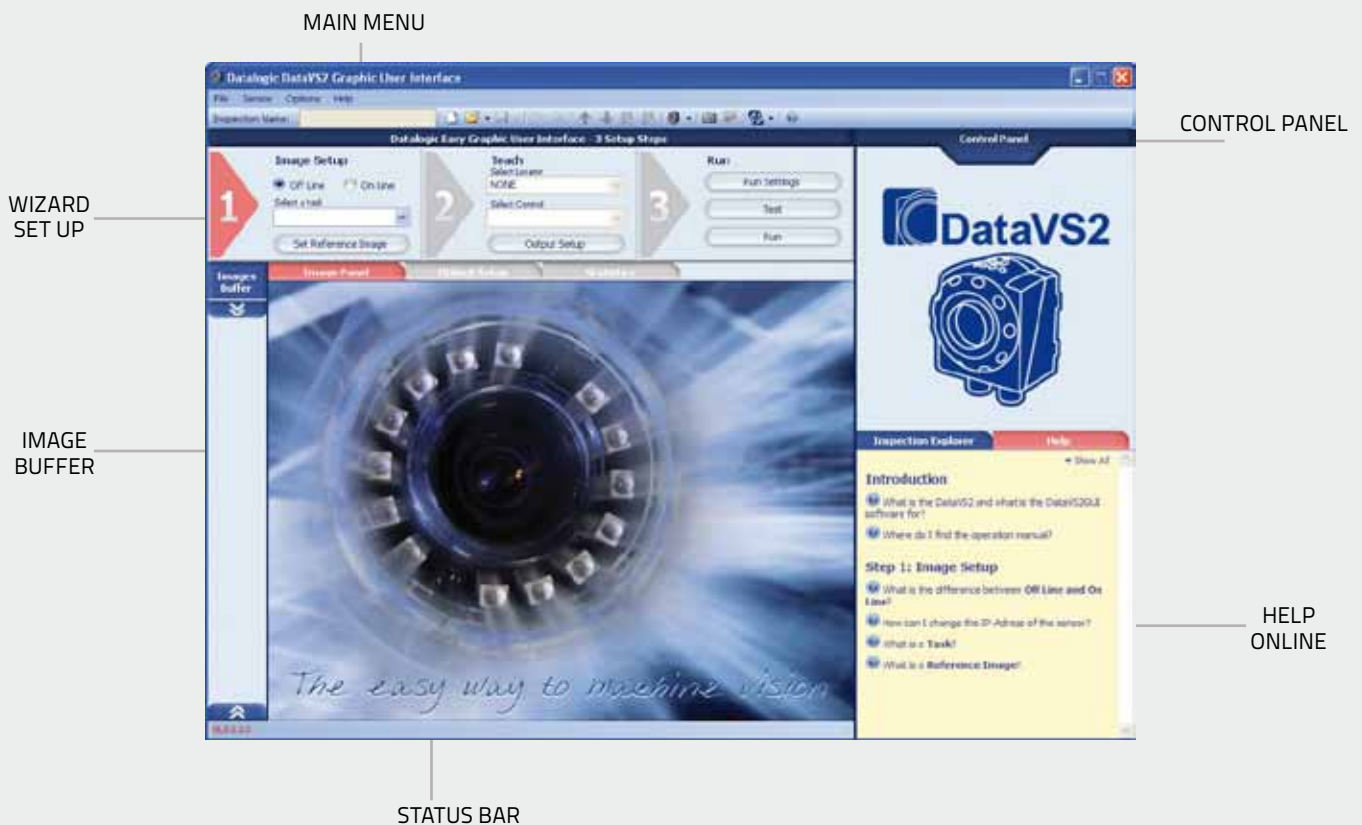 MAIN MENU
Datalogic DataVS2 Graphic User Interface
File Sensor Options Help
Inspection Name:
CONTROL PANEL
Datalogic Easy Graphic User Interface - 3 Setup Steps
Control Panel
WIZARD
SET UP
1
Image Setup
Off Line On Line
Select a task
Set Reference Image
2
Teach
Select Locator
NONE
Select Control
Output Setup
3
Run
Run Settings
Test
Run
DataVS2
Images
Buffer
Image Panel
Statistics
IMAGE
BUFFER
The easy way to machine vision
Inspection Explorer Help
Show All
Introduction
What is the DataVS2 and what is the DataVS2GUI
software for?
Where do I find the operation manual?
Step 1: Image Setup
What is the difference between Off Line and On
Line?
How can I change the IP-Adress of the sensor?
What is a Task?
What is a Reference Image?
HELP
ONLINE
STATUS BAR